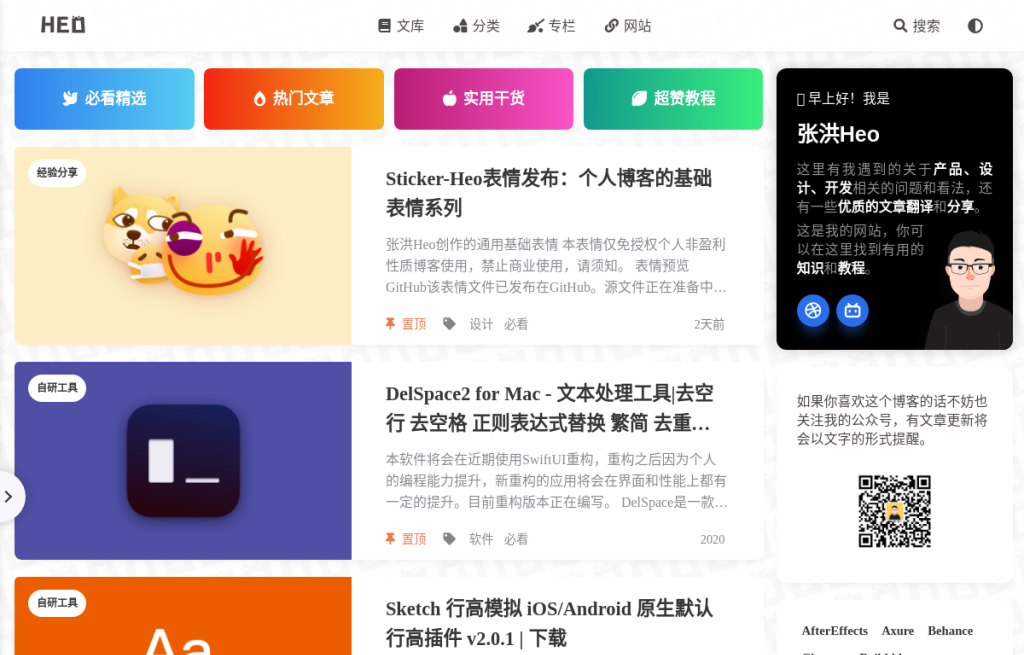 HEO
文库 分类 专栏 网站
搜索
必看精选 热门文章 实用干货 超赞教程
经验分享
Sticker-Heo表情发布：个人博客的基础
表情系列
张洪Heo创作的通用基础表情 本表情仅免授权个人非盈利
性质博客使用，禁止商业使用，请须知。 表情预览
GitHub该表情文件已发布在GitHub。源文件正在准备中…
置顶 设计 必看 2天前
自研工具
DelSpace2 for Mac - 文本处理工具|去空
行 去空格 正则表达式替换 繁简 去重…
本软件将会在近期使用SwiftUI重构，重构之后因为个人
的编程能力提升，新重构的应用将会在界面和性能上都有
一定的提升。目前重构版本正在编写。 DelSpace是一款…
置顶 软件 必看 2020
自研工具
Aa
Sketch 行高模拟 iOS/Android 原生默认
行高插件 v2.0.1 | 下载
早上好！我是
张洪Heo
这里有我遇到的关于产品、设
计、开发相关的问题和看法，还
有一些优质的文章翻译和分享。
这是我的网站，你可
以在这里找到有用的
知识和教程。
如果你喜欢这个博客的话不妨也
关注我的公众号，有文章更新将
会以文字的形式提醒。
AfterEffects Axure Behance